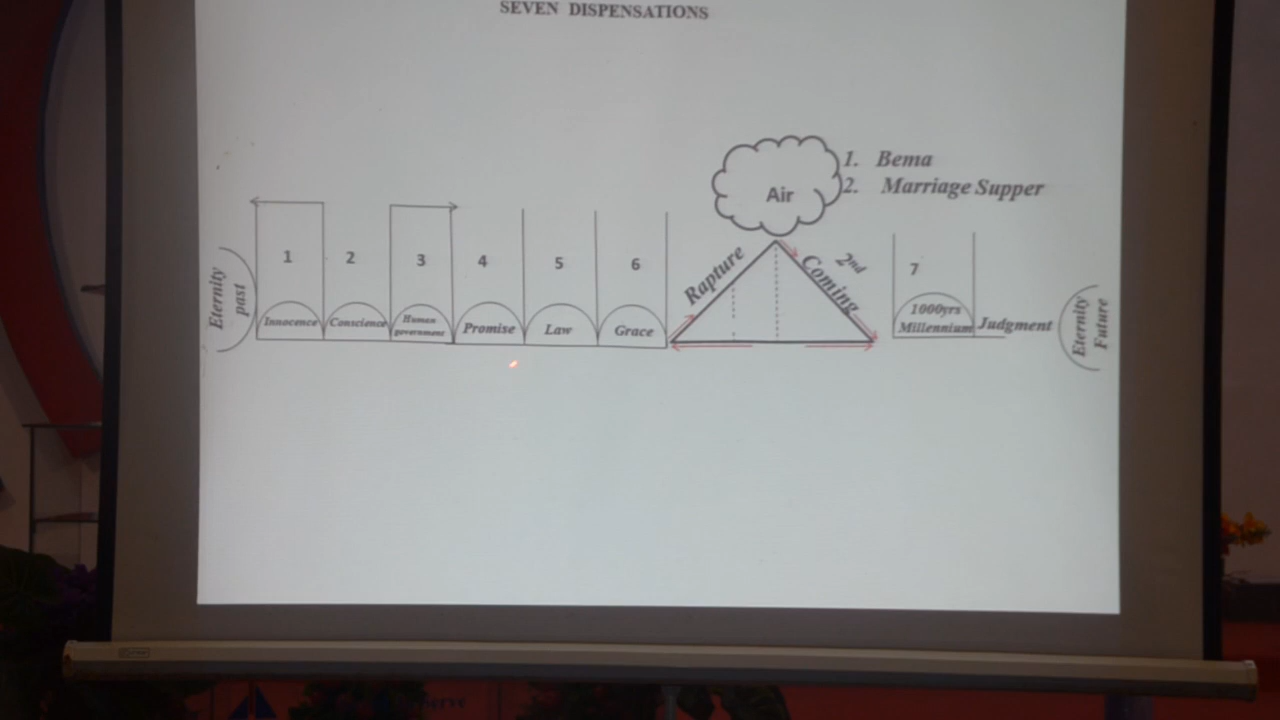 SEVEN DISPENSATIONS
Air
1. Bema
2. Marriage Supper
1
2
3
4
5
6
7
Eternity
past
Innocence
Conscience
Human
government
Promise
Law
Grace
Rapture
2nd
Coming
1000yrs
Millennium
Judgment
Eternity
Future